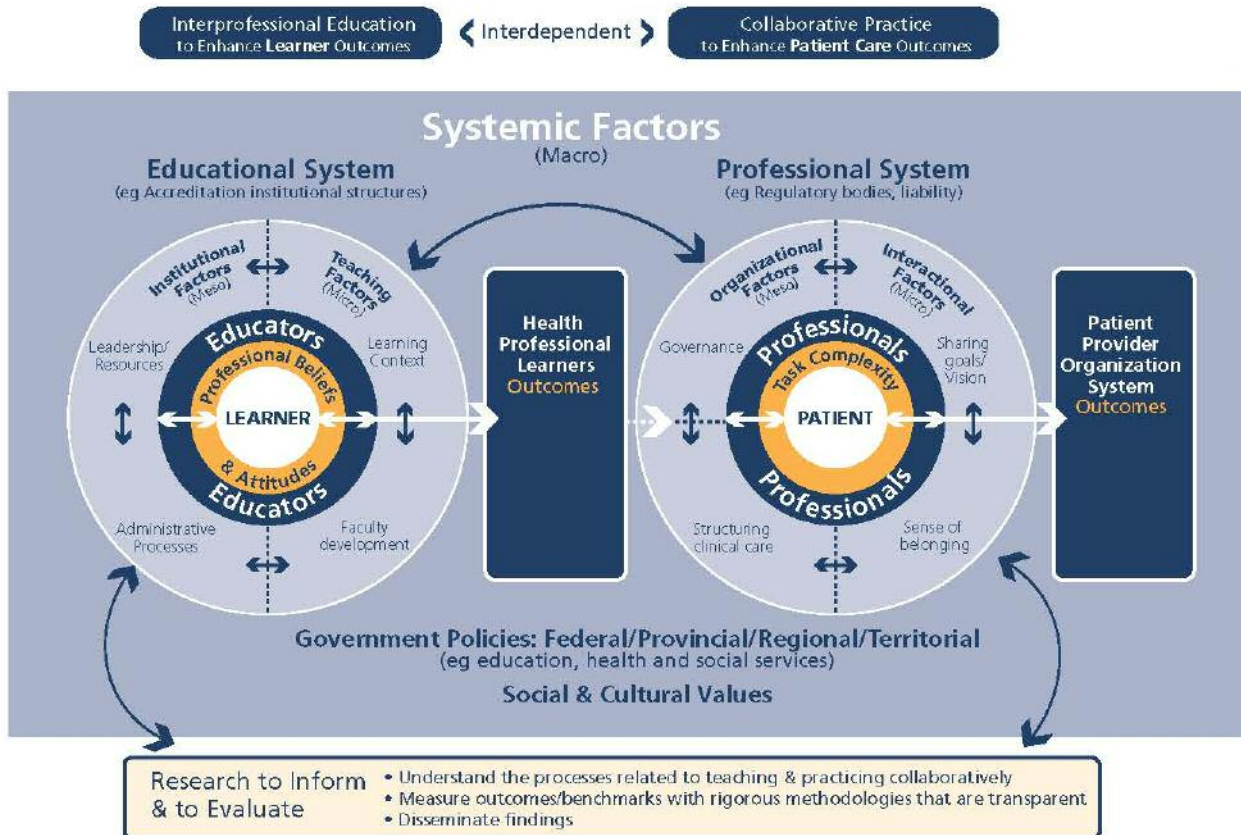 Interprofessional Education
to Enhance Learner Outcomes
Interdependent
Collaborative Practice
to Enhance Patient Care Outcomes
Systemic Factors
(Macro)
Educational System
(eg Accreditation institutional structures)
Professional System
(eg Regulatory bodies, liability)
Institutional
Factors
(Meso)
Teaching
Factors
(Micro)
Leadership/
Resources
Learning
Context
Educators
Professional Beliefs
LEARNER
& Attitudes
Educators
Administrative
Processes
Faculty
development
Health
Professional
Learners
Outcomes
Organizational
Factors
(Meso)
Interactional
Factors
(Micro)
Governance
Sharing
goals/
Vision
Professionals
Task Complexity
PATIENT
Professionals
Structuring
clinical care
Sense of
belonging
Patient
Provider
Organization
System
Outcomes
Government Policies: Federal/Provincial/Regional/Territorial
(eg education, health and social services)
Social & Cultural Values
Research to Inform
& to Evaluate
• Understand the processes related to teaching & practicing collaboratively
• Measure outcomes/benchmarks with rigorous methodologies that are transparent
• Disseminate findings